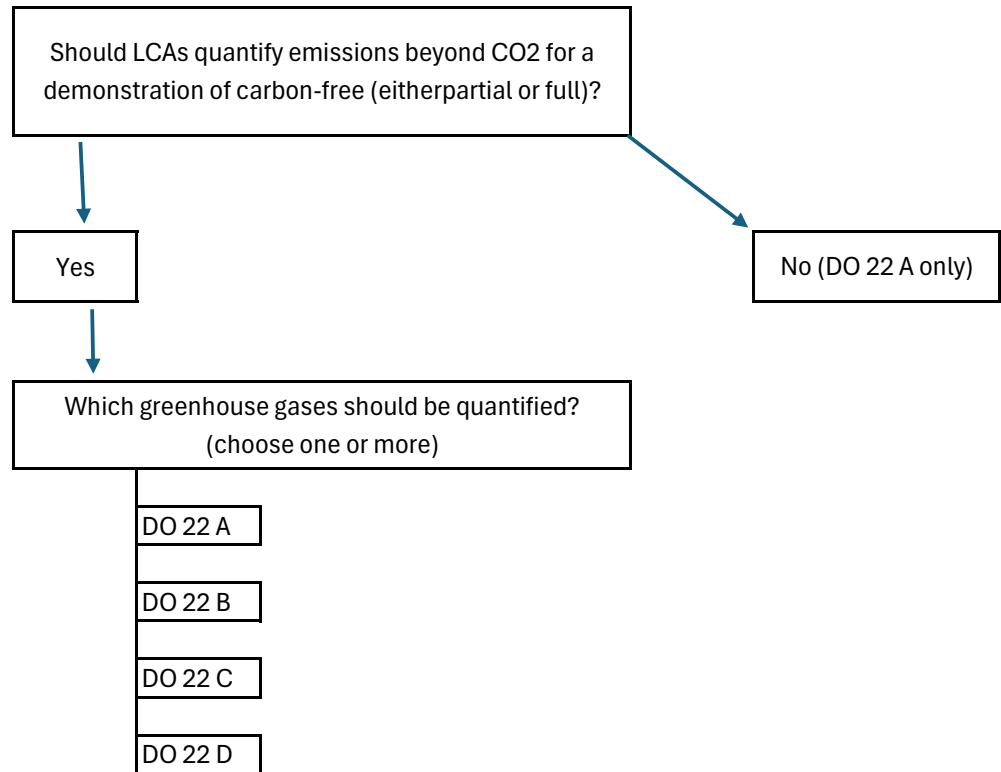 Should LCAs quantify emissions beyond CO2 for a
demonstration of carbon-free (eitherpartial or full)?
Yes
No (DO 22 A only)
Which greenhouse gases should be quantified?
(choose one or more)
DO 22 A
DO 22 B
DO 22 C
DO 22 D